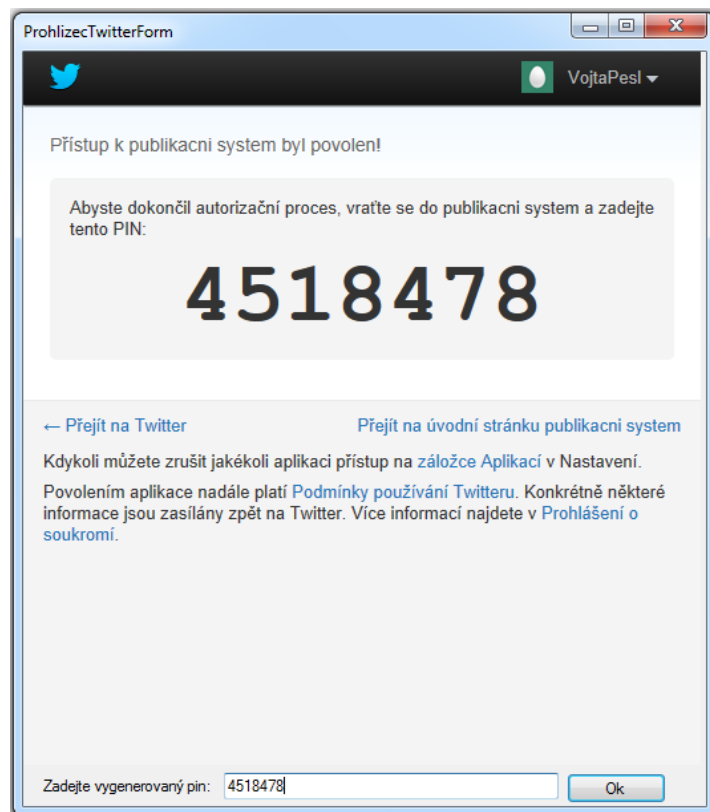 ProhlizecTwitterForm
VojtaPesl
Přístup k publikacni system byl povolen!
Abyste dokončil autorizační proces, vraťte se do publikacni system a zadejte
tento PIN:
4518478
← Přejít na Twitter
Přejít na úvodní stránku publikacni system
Kdykoli můžete zrušit jakékoli aplikaci přístup na záložce Aplikací v Nastavení.
Povolením aplikace nadále platí Podmínky používání Twitteru. Konkrétně některé
informace jsou zasílány zpět na Twitter. Více informací najdete v Prohlášení o
soukromí.
Zadejte vygenerovaný pin: 4518478 Ok